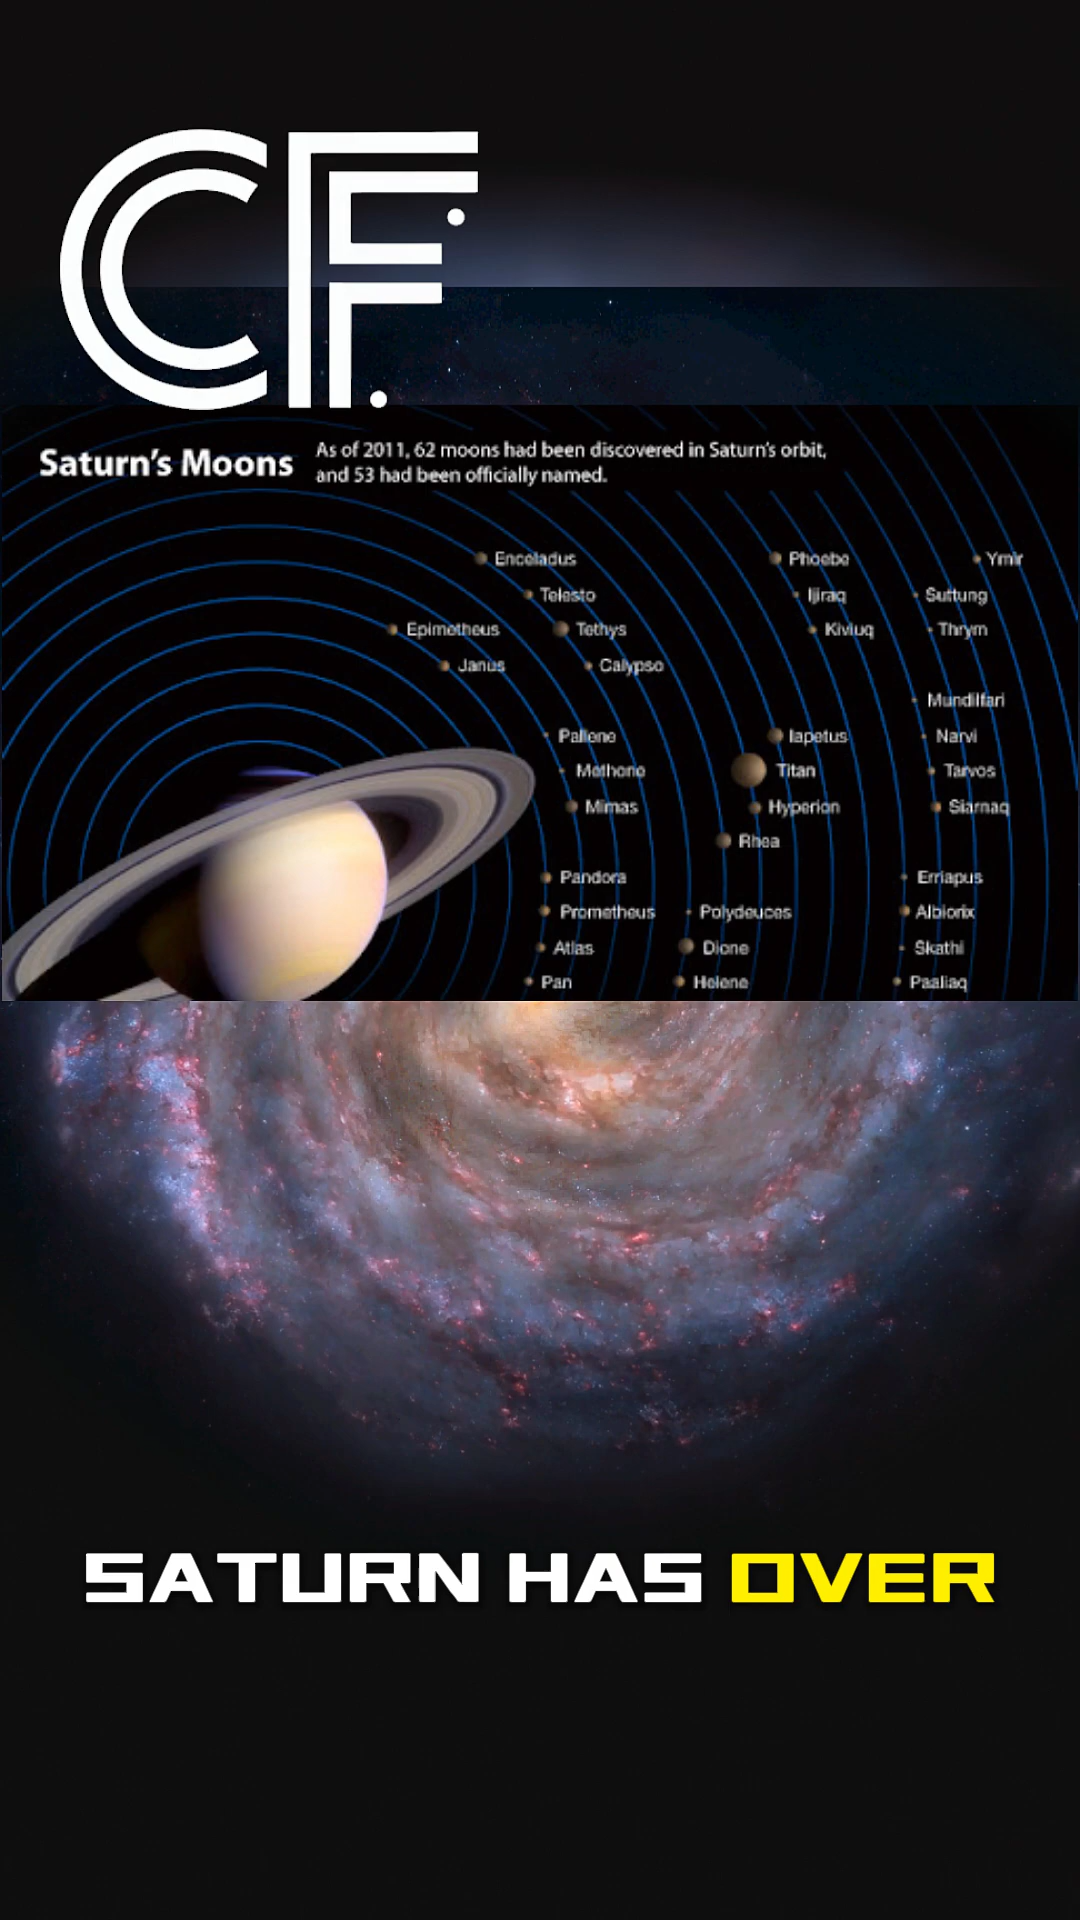 CF.
Saturn's Moons
As of 2011, 62 moons had been discovered in Saturn's orbit,
and 53 had been officially named.
Enceladus
Phoebe
Ymir
Telesto
Ijiraq
Suttung
Epimetheus
Tethys
Kiviuq
Thrym
Janus
Calypso
Mundilfari
Pallene
Iapetus
Narvi
Methone
Titan
Tarvos
Mimas
Hyperion
Siarnaq
Rhea
Pandora
Erriapus
Prometheus
Polydeuces
Albiorix
Atlas
Dione
Skathi
Pan
Helene
Paaliaq
SATURN HAS OVER